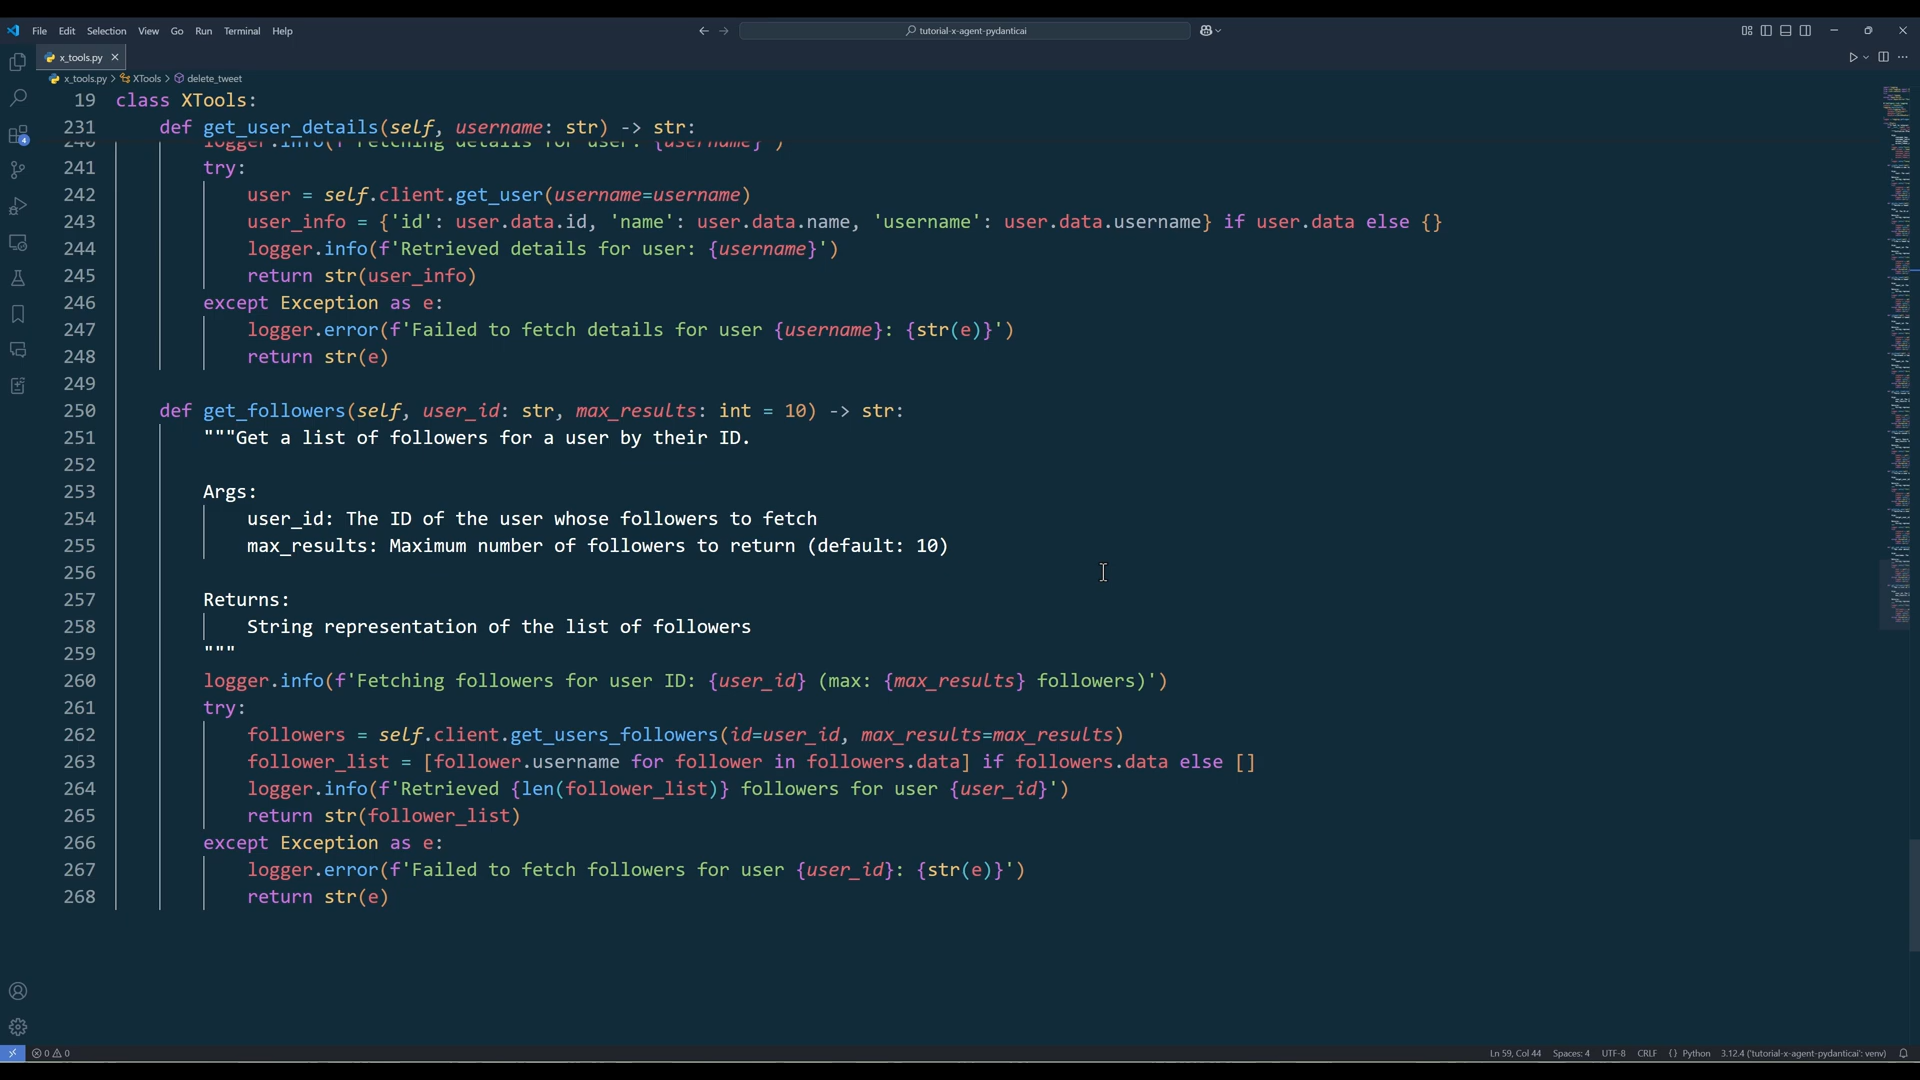 File Edit Selection View Go Run Terminal Help
tutorial-x-agent-pydanticai
x_tools.py
x_tools.py > XTools > delete_tweet
19 class XTools:
231 def get_user_details(self, username: str) -> str:
240 logger.info(f'Fetching details for user: {username}')
241 try:
242 user = self.client.get_user(username=username)
243 user_info = {'id': user.data.id, 'name': user.data.name, 'username': user.data.username} if user.data else {}
244 logger.info(f'Retrieved details for user: {username}')
245 return str(user_info)
246 except Exception as e:
247 logger.error(f'Failed to fetch details for user {username}: {str(e)}')
248 return str(e)
249
250 def get_followers(self, user_id: str, max_results: int = 10) -> str:
251 """Get a list of followers for a user by their ID.
252
253 Args:
254 user_id: The ID of the user whose followers to fetch
255 max_results: Maximum number of followers to return (default: 10)
256
257 Returns:
258 String representation of the list of followers
259 """
260 logger.info(f'Fetching followers for user ID: {user_id} (max: {max_results} followers)')
261 try:
262 followers = self.client.get_users_followers(id=user_id, max_results=max_results)
263 follower_list = [follower.username for follower in followers.data] if followers.data else []
264 logger.info(f'Retrieved {len(follower_list)} followers for user {user_id}')
265 return str(follower_list)
266 except Exception as e:
267 logger.error(f'Failed to fetch followers for user {user_id}: {str(e)}')
268 return str(e)
4
0 0
Ln 59, Col 44 Spaces: 4 UTF-8 CRLF {} Python 3.12.4 ('tutorial-x-agent-pydanticai': venv)